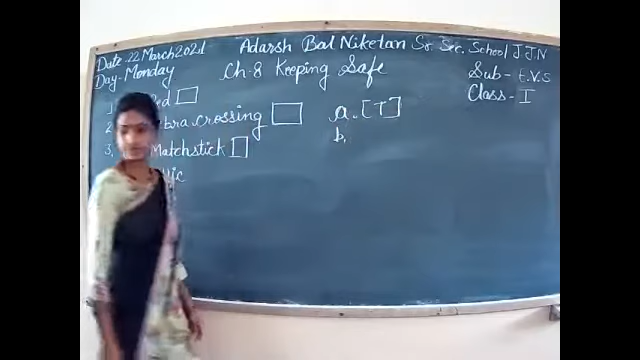 Date - 22 March 2021
Adarsh Bal Niketan Sr. Sec. School J.J.N
Day - Monday
Ch-8 Keeping Safe
Sub - E.V.S
Class - I
crossing
a. [T]
b.
3. Matchstick